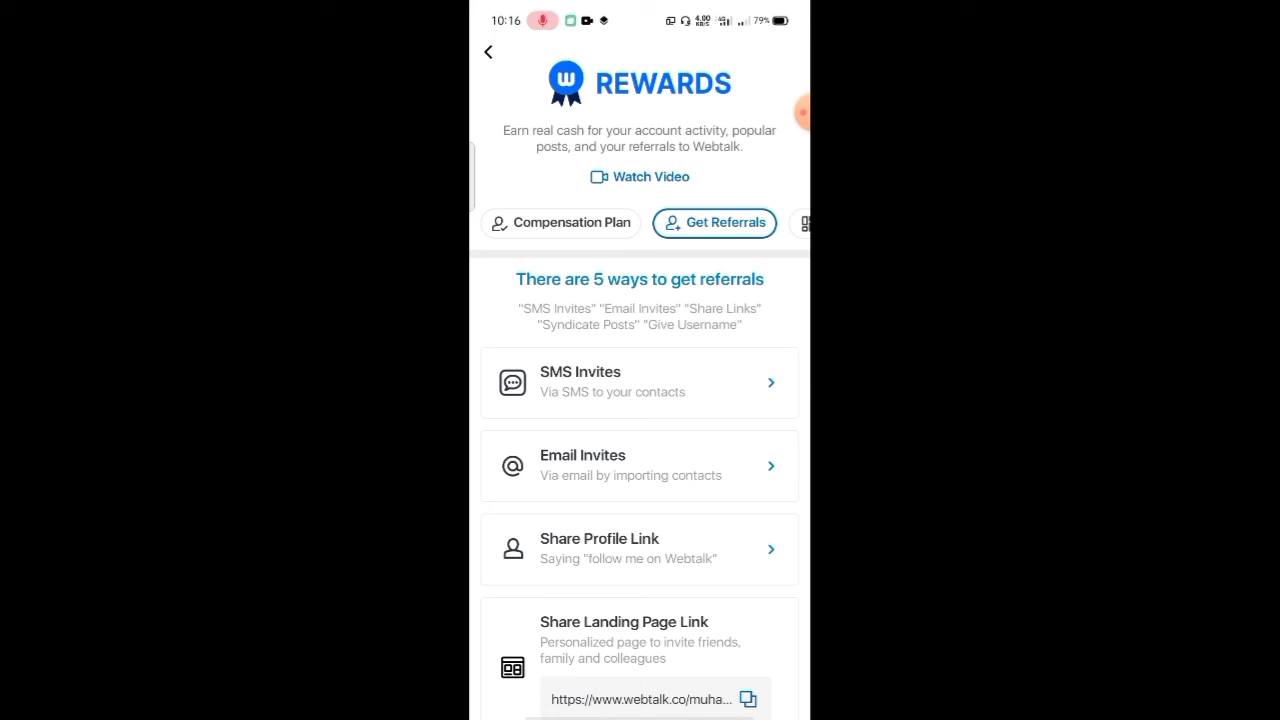 10:16 4.00 KB/S 4G 79%
W REWARDS
Earn real cash for your account activity, popular
posts, and your referrals to Webtalk.
Watch Video
Compensation Plan Get Referrals
There are 5 ways to get referrals
"SMS Invites" "Email Invites" "Share Links"
"Syndicate Posts" "Give Username"
SMS Invites
Via SMS to your contacts
Email Invites
Via email by importing contacts
Share Profile Link
Saying "follow me on Webtalk"
Share Landing Page Link
Personalized page to invite friends,
family and colleagues
https://www.webtalk.co/muha...